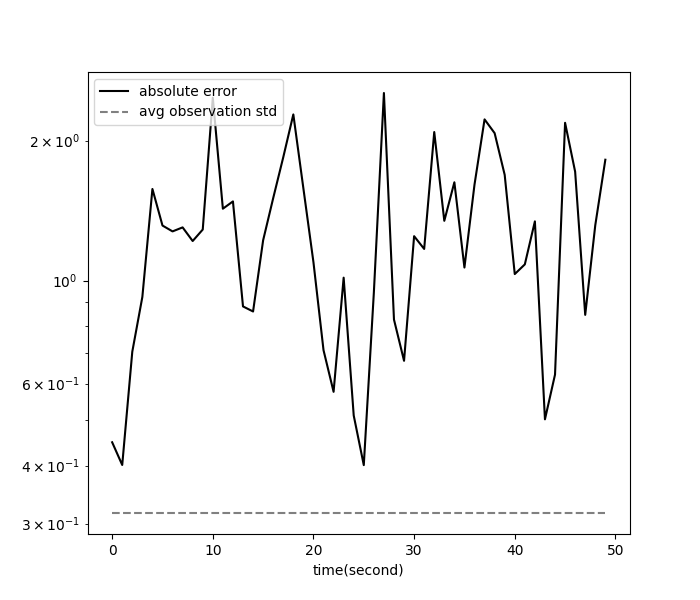 absolute error
avg observation std
2 × 10⁰
10⁰
6 × 10⁻¹
4 × 10⁻¹
3 × 10⁻¹
0 10 20 30 40 50
time(second)